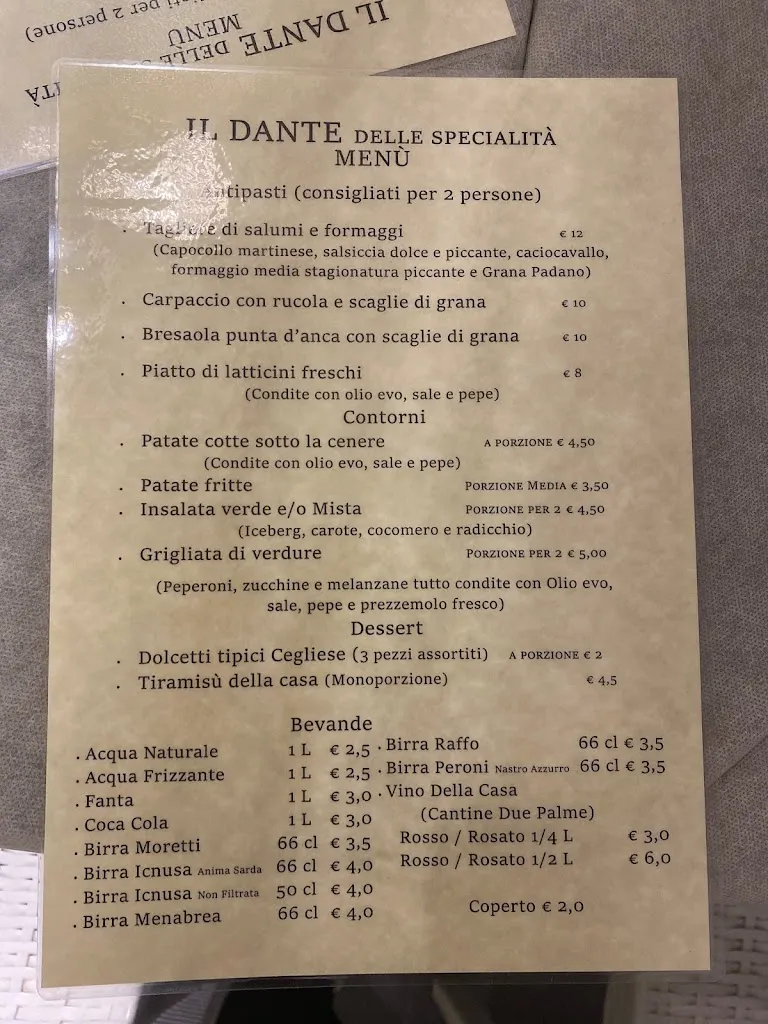 IL DANTE DELLE SPECIALITÀ
MENÙ
(consigliati per 2 persone)
IL DANTE DELLE SPECIALITÀ
MENÙ
Antipasti (consigliati per 2 persone)
. Tagliere di salumi e formaggi € 12
(Capocollo martinese, salsiccia dolce e piccante, caciocavallo,
formaggio media stagionatura piccante e Grana Padano)
. Carpaccio con rucola e scaglie di grana € 10
. Bresaola punta d'anca con scaglie di grana € 10
. Piatto di latticini freschi € 8
(Condite con olio evo, sale e pepe)
Contorni
. Patate cotte sotto la cenere A PORZIONE € 4,50
(Condite con olio evo, sale e pepe)
. Patate fritte PORZIONE MEDIA € 3,50
. Insalata verde e/o Mista PORZIONE PER 2 € 4,50
(Iceberg, carote, cocomero e radicchio)
. Grigliata di verdure PORZIONE PER 2 € 5,00
(Peperoni, zucchine e melanzane tutto condite con Olio evo,
sale, pepe e prezzemolo fresco)
Dessert
. Dolcetti tipici Cegliese (3 pezzi assortiti) A PORZIONE € 2
. Tiramisù della casa (Monoporzione) € 4,5
Bevande
. Acqua Naturale 1 L € 2,5
. Acqua Frizzante 1 L € 2,5
. Fanta 1 L € 3,0
. Coca Cola 1 L € 3,0
. Birra Moretti 66 cl € 3,5
. Birra Icnusa Anima Sarda 66 cl € 4,0
. Birra Icnusa Non Filtrata 50 cl € 4,0
. Birra Menabrea 66 cl € 4,0
. Birra Raffo 66 cl € 3,5
. Birra Peroni Nastro Azzurro 66 cl € 3,5
. Vino Della Casa
(Cantine Due Palme)
Rosso / Rosato 1/4 L € 3,0
Rosso / Rosato 1/2 L € 6,0
Coperto € 2,0